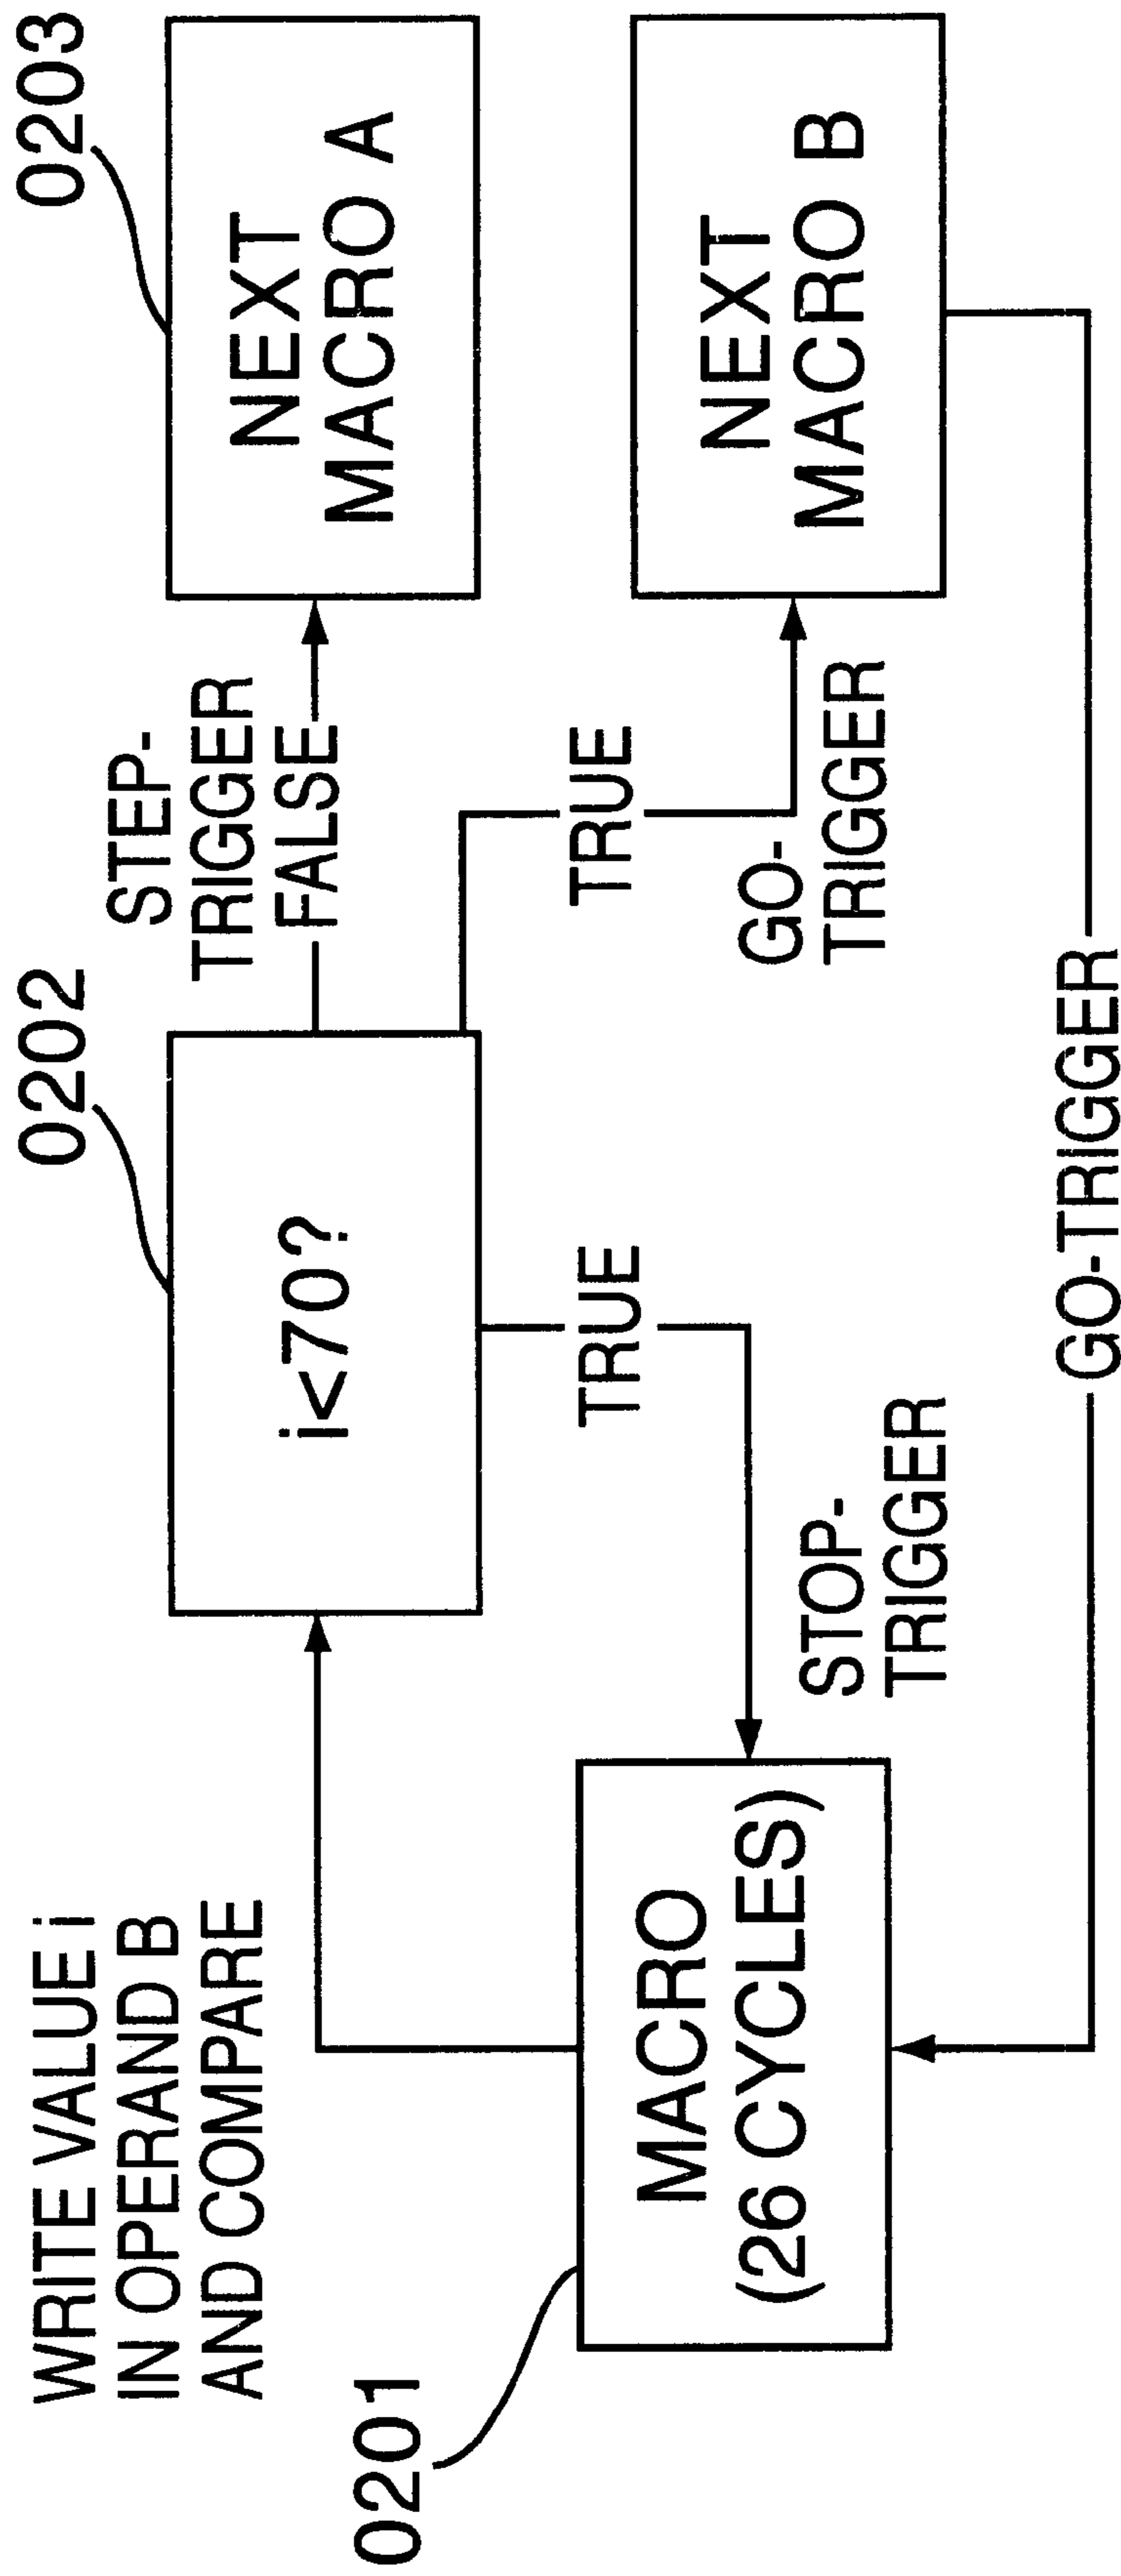 WRITE VALUE i
IN OPERAND B
AND COMPARE
0201
MACRO
(26 CYCLES)
0202
i<70?
TRUE
STOP-
TRIGGER
STEP-
TRIGGER
FALSE
TRUE
GO-
TRIGGER
0203
NEXT
MACRO A
NEXT
MACRO B
GO-TRIGGER